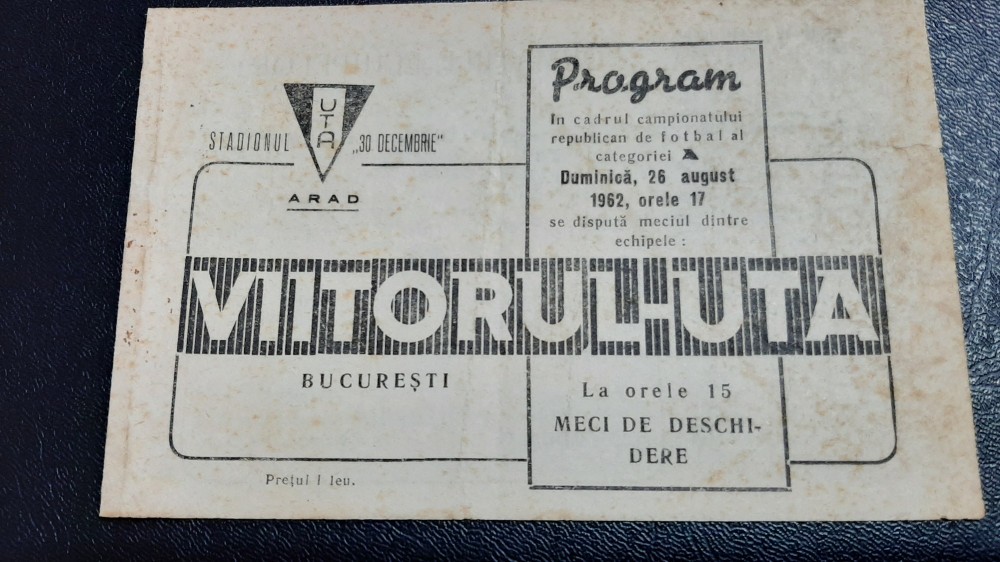 UTA
STADIONUL „30 DECEMBRIE"
ARAD
Program
In cadrul campionatului
republican de fotbal al
categoriei A
Duminică, 26 august
1962, orele 17
se dispută meciul dintre
echipele :
VIITORUL-UTA
BUCUREȘTI
La orele 15
MECI DE DESCHI-
DERE
Prețul 1 leu.